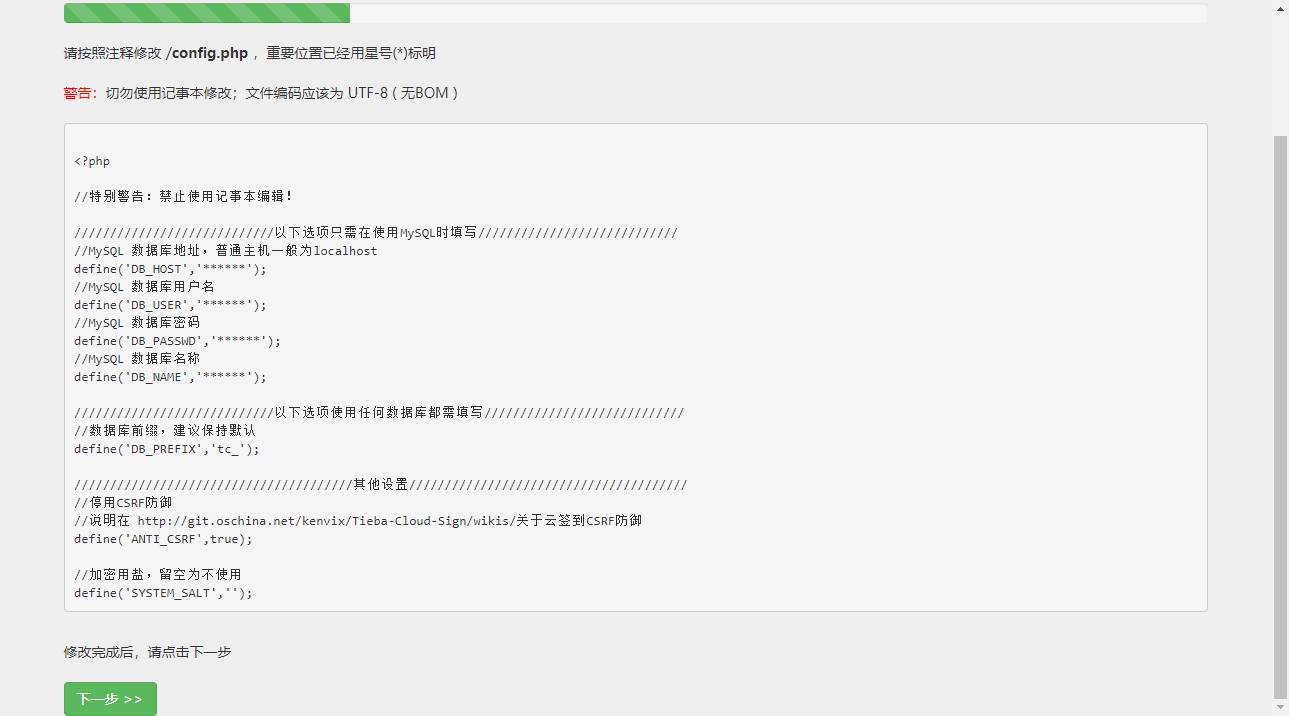 请按照注释修改 /config.php ，重要位置已经用星号(*)标明
警告：切勿使用记事本修改；文件编码应该为 UTF-8 ( 无BOM )
<?php
//特别警告：禁止使用记事本编辑！
////////////////////////////以下选项只需在使用MySQL时填写////////////////////////////
//MySQL 数据库地址，普通主机一般为localhost
define('DB_HOST','******');
//MySQL 数据库用户名
define('DB_USER','******');
//MySQL 数据库密码
define('DB_PASSWD','******');
//MySQL 数据库名称
define('DB_NAME','******');
////////////////////////////以下选项使用任何数据库都需填写////////////////////////////
//数据库前缀，建议保持默认
define('DB_PREFIX','tc_');
///////////////////////////////////////其他设置///////////////////////////////////////
//停用CSRF防御
//说明在 http://git.oschina.net/kenvix/Tieba-Cloud-Sign/wikis/关于云签到CSRF防御
define('ANTI_CSRF',true);
//加密用盐，留空为不使用
define('SYSTEM_SALT','');
修改完成后，请点击下一步
下一步 >>